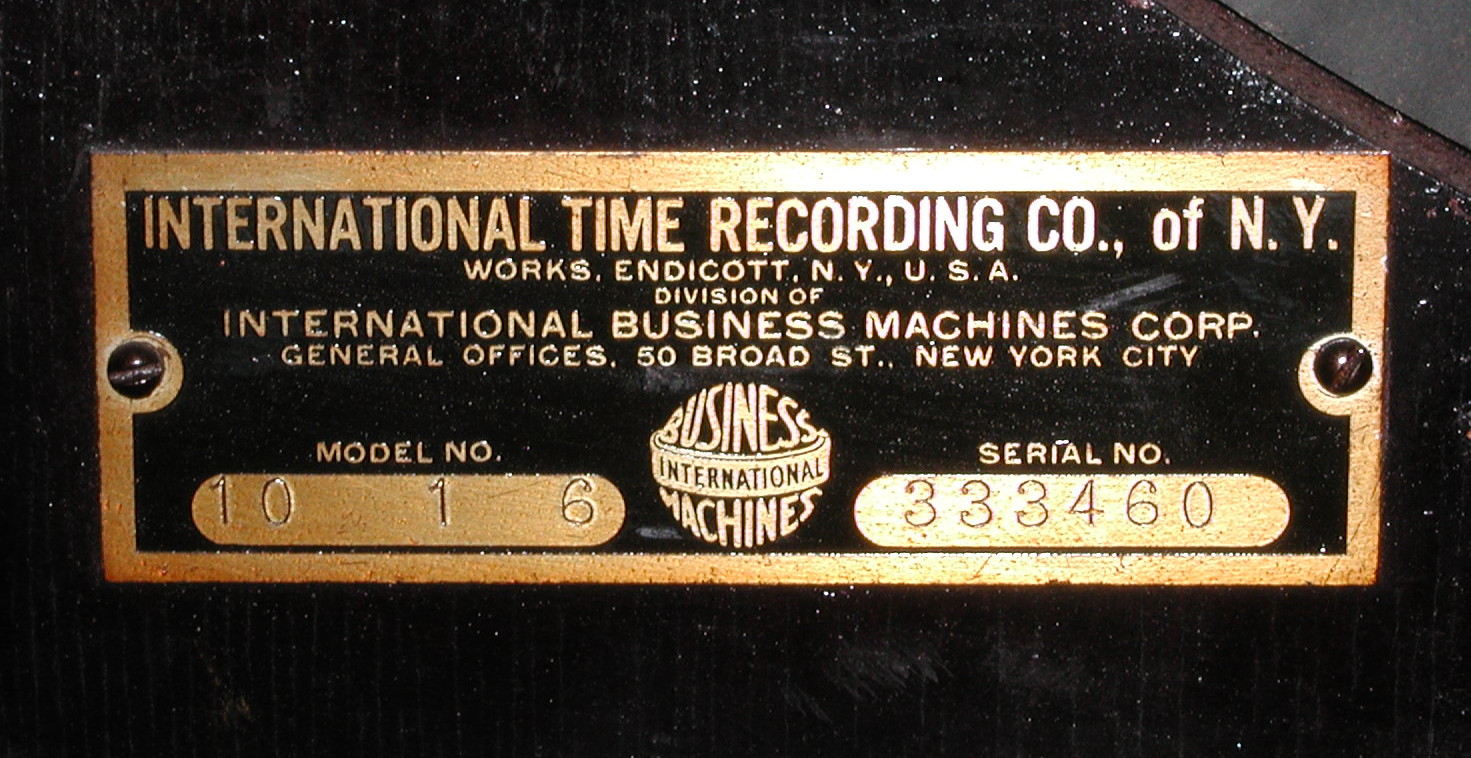 INTERNATIONAL TIME RECORDING CO., of N. Y.
WORKS, ENDICOTT, N. Y., U. S. A.
DIVISION OF
INTERNATIONAL BUSINESS MACHINES CORP.
GENERAL OFFICES, 50 BROAD ST., NEW YORK CITY
BUSINESS
INTERNATIONAL
MACHINES
MODEL NO.
10 1 6
SERIAL NO.
333460